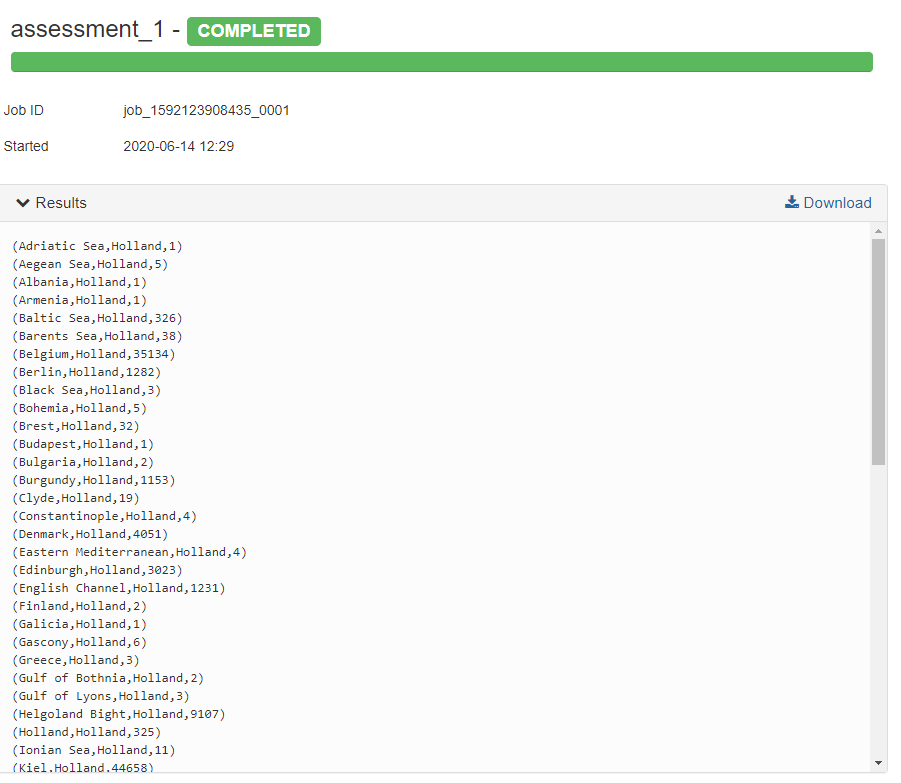 assessment_1 - COMPLETED
Job ID job_1592123908435_0001
Started 2020-06-14 12:29
Results Download
(Adriatic Sea,Holland,1)
(Aegean Sea,Holland,5)
(Albania,Holland,1)
(Armenia,Holland,1)
(Baltic Sea,Holland,326)
(Barents Sea,Holland,38)
(Belgium,Holland,35134)
(Berlin,Holland,1282)
(Black Sea,Holland,3)
(Bohemia,Holland,5)
(Brest,Holland,32)
(Budapest,Holland,1)
(Bulgaria,Holland,2)
(Burgundy,Holland,1153)
(Clyde,Holland,19)
(Constantinople,Holland,4)
(Denmark,Holland,4051)
(Eastern Mediterranean,Holland,4)
(Edinburgh,Holland,3023)
(English Channel,Holland,1231)
(Finland,Holland,2)
(Galicia,Holland,1)
(Gascony,Holland,6)
(Greece,Holland,3)
(Gulf of Bothnia,Holland,2)
(Gulf of Lyons,Holland,3)
(Helgoland Bight,Holland,9107)
(Holland,Holland,325)
(Ionian Sea,Holland,11)
(Kiel,Holland,44658)